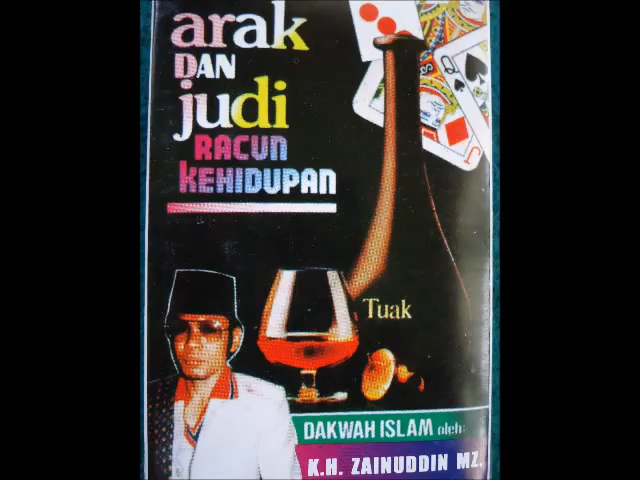 arak
DAN
judi
RACUN
KEHIDUPAN
Tuak
DAKWAH ISLAM oleh:
K.H. ZAINUDDIN MZ.
Q
J